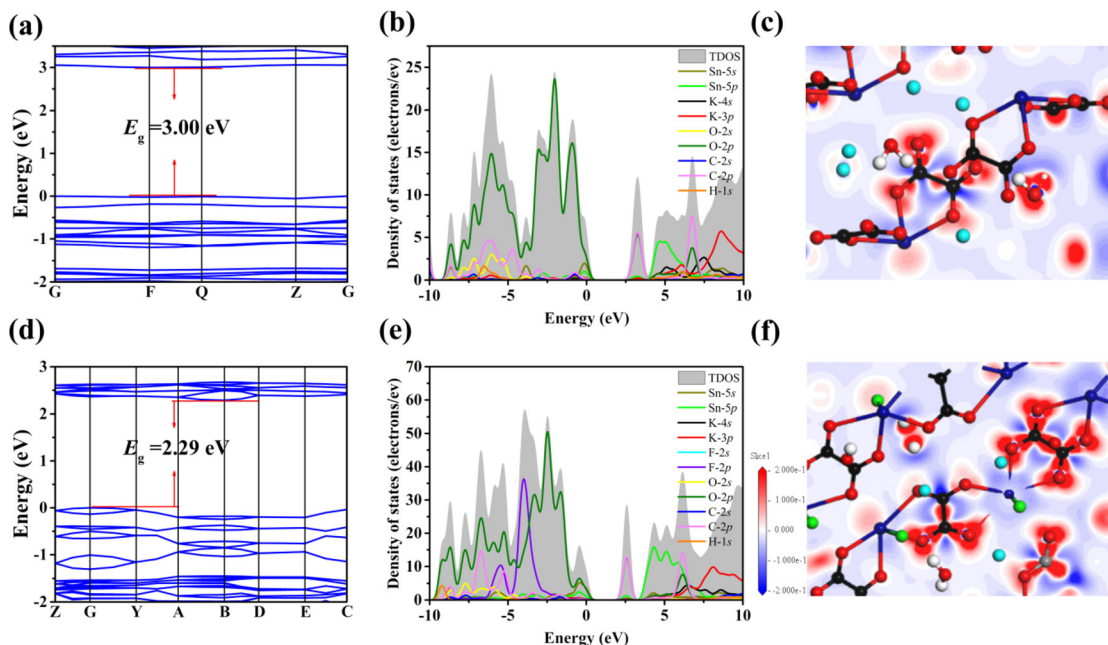 (a)
3
2
1
0
-1
-2
Energy (eV)
Eg=3.00 eV
G F Q Z G
(b)
30
25
20
15
10
5
0
Density of states (electrons/ev)
-10 -5 0 5 10
Energy (eV)
TDOS
Sn-5s
Sn-5p
K-4s
K-3p
O-2s
O-2p
C-2s
C-2p
H-1s
(c)
(d)
3
2
1
0
-1
-2
Energy (eV)
Eg=2.29 eV
Z G Y A B D E C
(e)
70
60
50
40
30
20
10
0
Density of states (electrons/ev)
-10 -5 0 5 10
Energy (eV)
TDOS
Sn-5s
Sn-5p
K-4s
K-3p
F-2s
F-2p
O-2s
O-2p
C-2s
C-2p
H-1s
(f)
Slice1
2.000e-1
1.000e-1
0.000
-1.000e-1
-2.000e-1